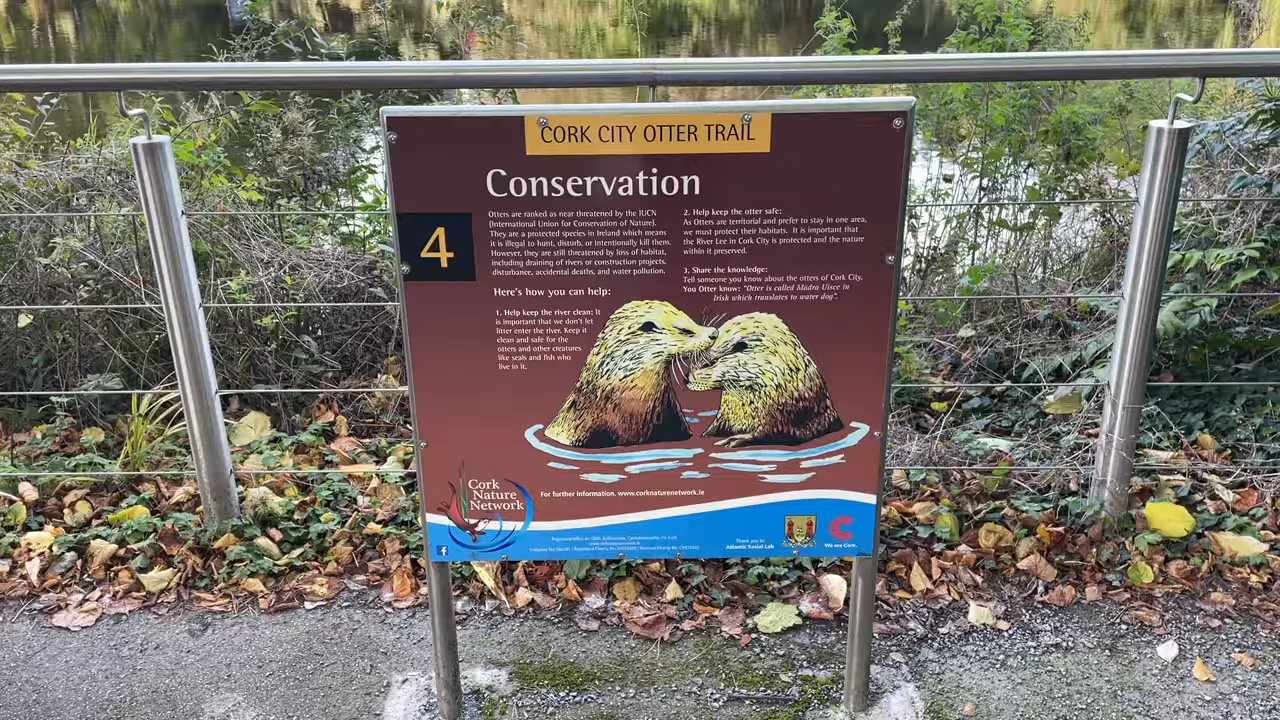 CORK CITY OTTER TRAIL
Conservation
4
Otters are ranked as near threatened by the IUCN
(International Union for Conservation of Nature).
They are a protected species in Ireland which means
it is illegal to hunt, disturb, or intentionally kill them.
However, they are still threatened by loss of habitat,
including draining of rivers or construction projects,
disturbance, accidental deaths, and water pollution.
Here's how you can help:
1. Help keep the river clean: It
is important that we don't let
litter enter the river. Keep it
clean and safe for the
otters and other creatures
like seals and fish who
live in it.
2. Help keep the otter safe:
As Otters are territorial and prefer to stay in one area,
we must protect their habitats. It is important that
the River Lee in Cork City is protected and the nature
within it preserved.
3. Share the knowledge:
Tell someone you know about the otters of Cork City.
You Otter know: "Otter is called Madra Uisce in
Irish which translates to water dog".
Cork
Nature
Network
For further information. www.corknaturenetwork.ie
f
www.corknaturenetwork.ie
Thank you to:
Atlantic Social Lab
We are Cork.